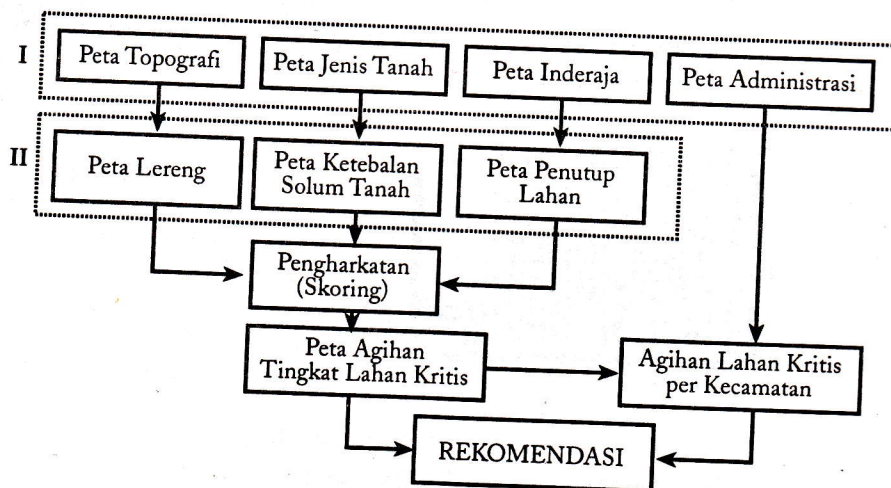 I
Peta Topografi
Peta Jenis Tanah
Peta Inderaja
Peta Administrasi
II
Peta Lereng
Peta Ketebalan
Solum Tanah
Peta Penutup
Lahan
Pengharkatan
(Skoring)
Peta Agihan
Tingkat Lahan Kritis
Agihan Lahan Kritis
per Kecamatan
REKOMENDASI